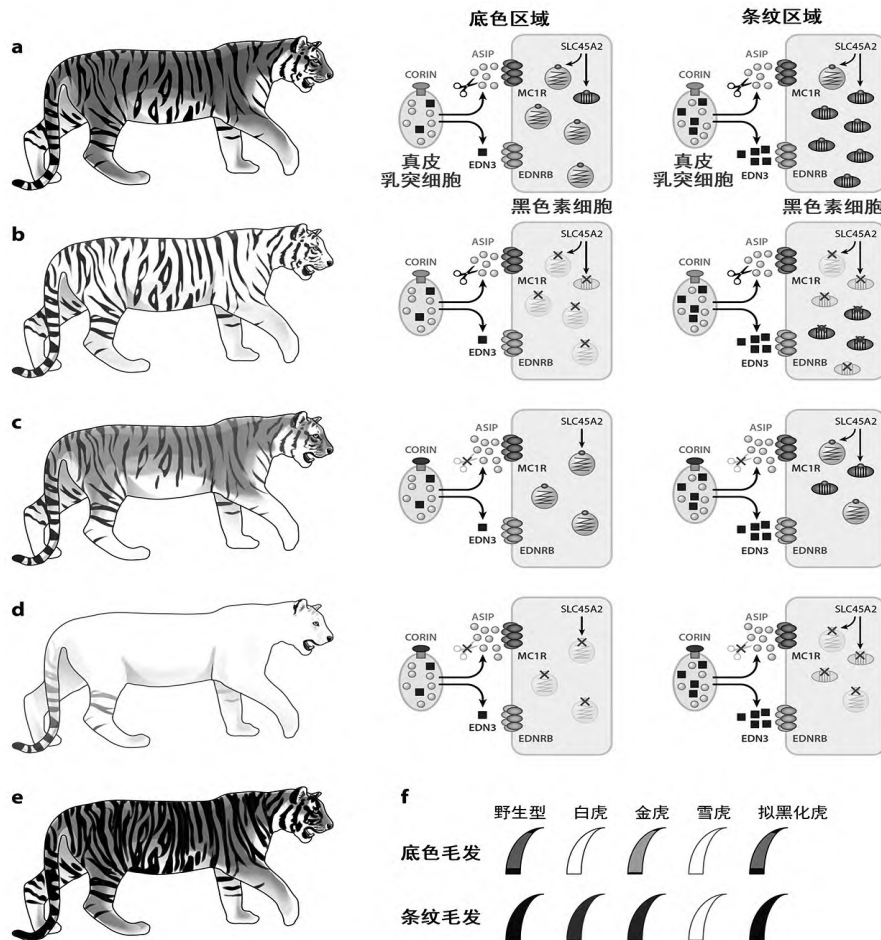 底色区域
条纹区域
a
CORIN
ASIP
SLC45A2
MC1R
EDN3
EDNRB
真皮
乳突细胞
黑色素细胞
CORIN
ASIP
SLC45A2
MC1R
EDN3
EDNRB
真皮
乳突细胞
黑色素细胞
b
CORIN
ASIP
SLC45A2
MC1R
EDN3
EDNRB
CORIN
ASIP
SLC45A2
MC1R
EDN3
EDNRB
c
CORIN
ASIP
SLC45A2
MC1R
EDN3
EDNRB
CORIN
ASIP
SLC45A2
MC1R
EDN3
EDNRB
d
CORIN
ASIP
SLC45A2
MC1R
EDN3
EDNRB
CORIN
ASIP
SLC45A2
MC1R
EDN3
EDNRB
e
f
野生型 白虎 金虎 雪虎 拟黑化虎
底色毛发
条纹毛发